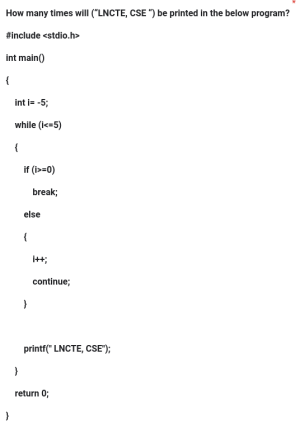 How many times will (“LNCTE, CSE ”) be printed in the below program?
*
#include <stdio.h>
int main()
{
int i= -5;
while (i<=5)
{
if (i>=0)
break;
else
{
i++;
continue;
}
printf(" LNCTE, CSE");
}
return 0;
}